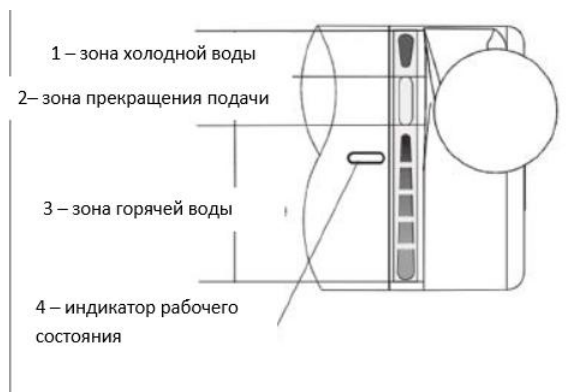 1 – зона холодной воды
2– зона прекращения подачи
3 – зона горячей воды
4 – индикатор рабочего
состояния